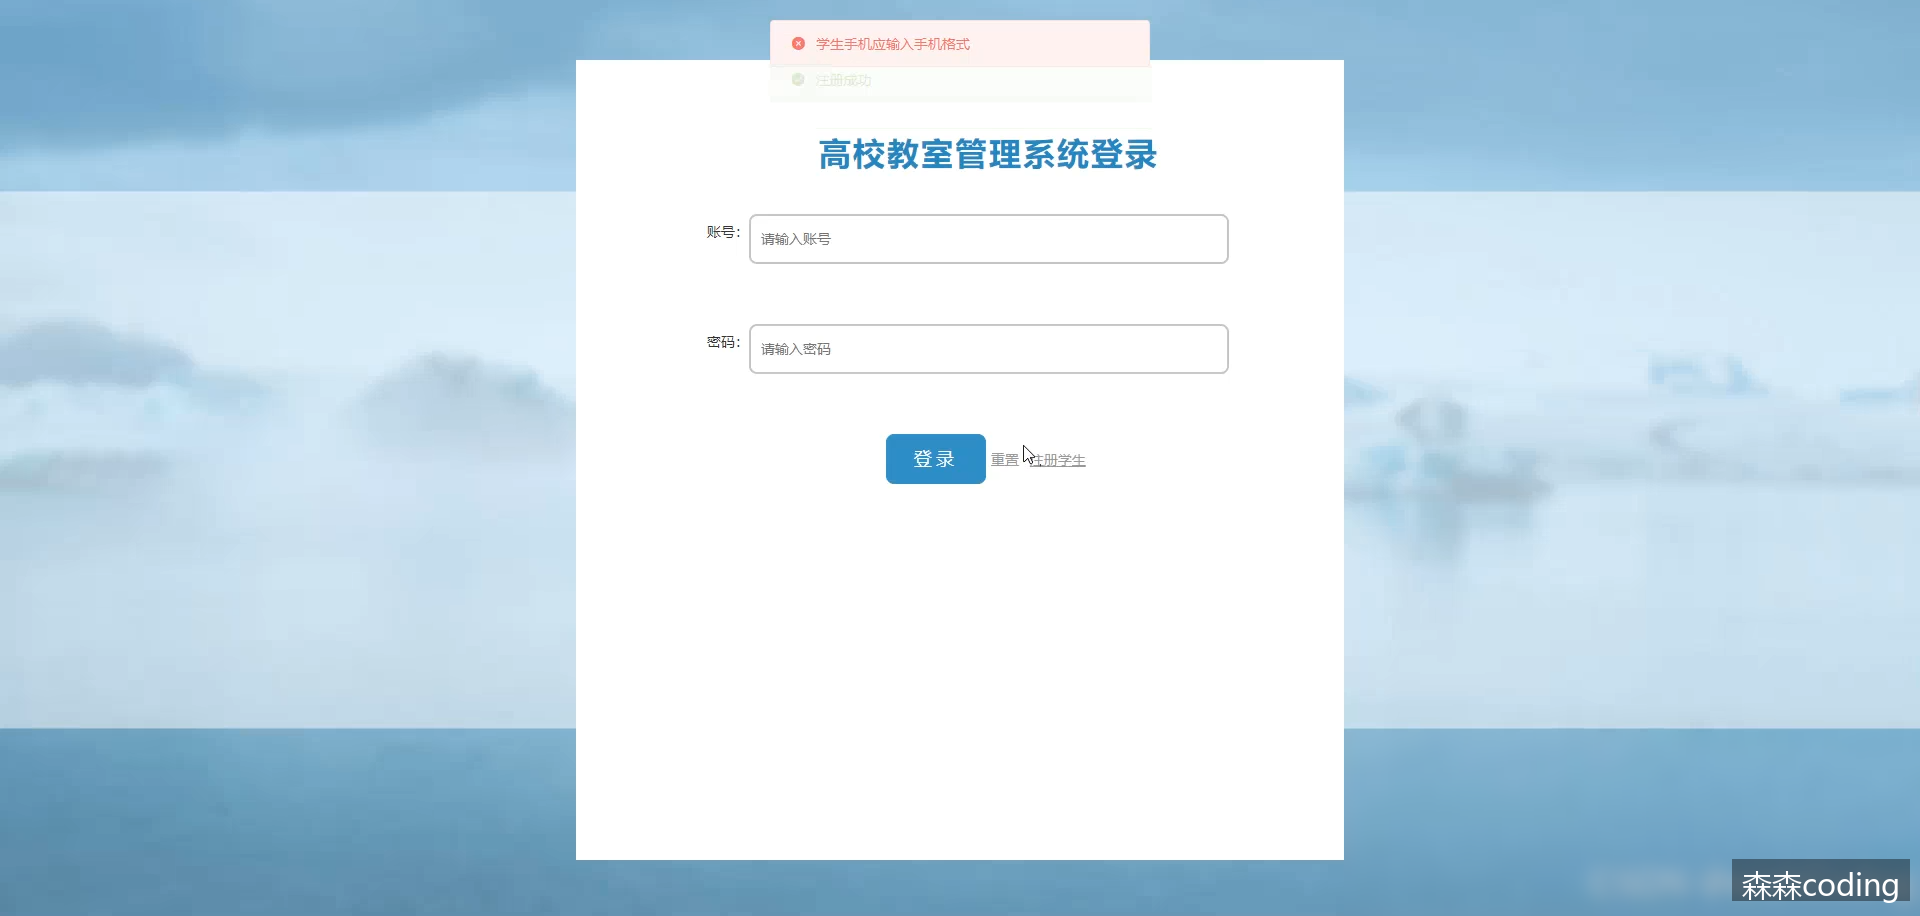 学生手机应输入手机格式
注册成功
高校教室管理系统登录
账号：
请输入账号
密码：
请输入密码
登录
重置
注册学生
森森coding